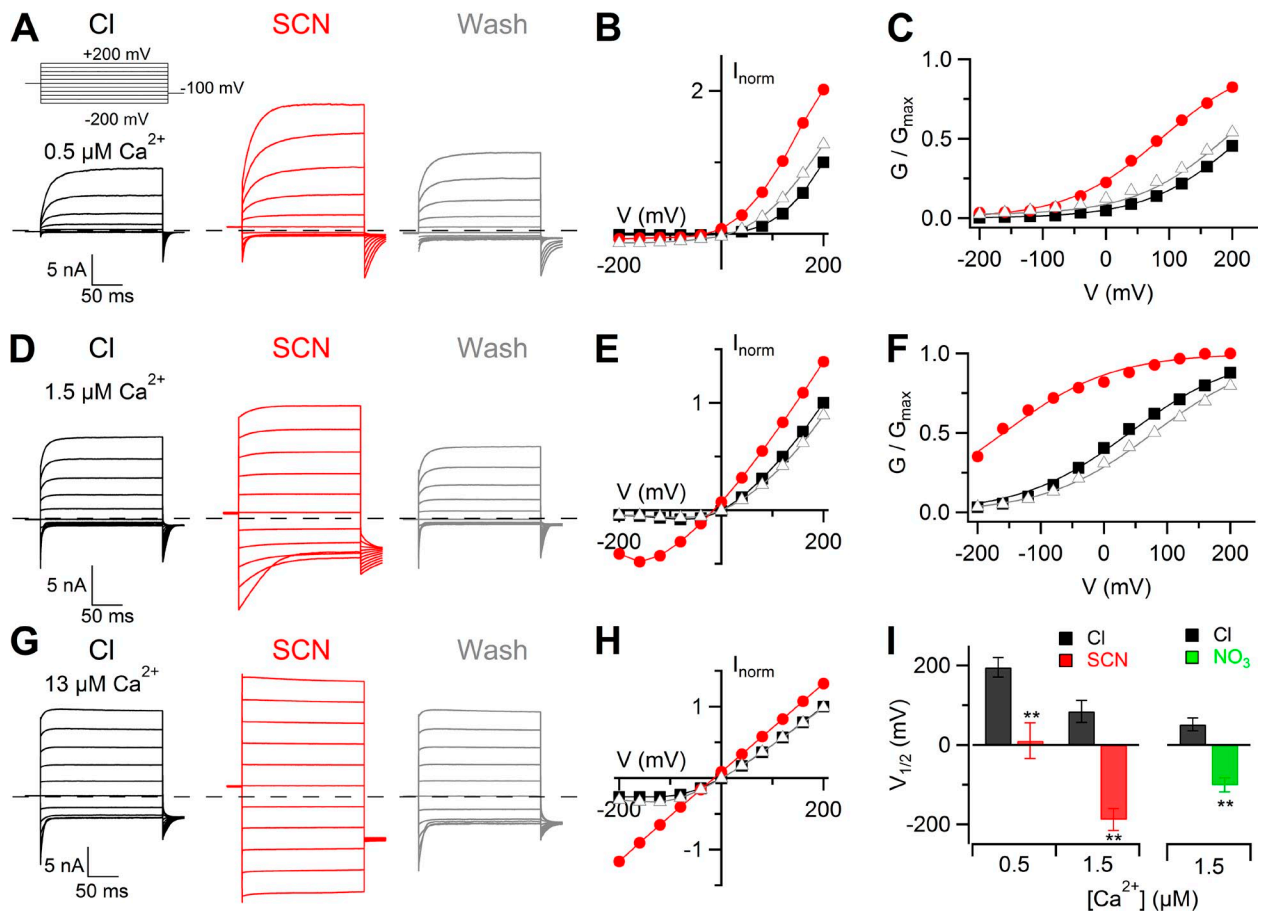 A
Cl
SCN
Wash
+200 mV
-100 mV
-200 mV
0.5 µM Ca2+
5 nA
50 ms
B
Inorm
2
V (mV)
-200
200
C
1.0
0.5
0.0
G / Gmax
-200
-100
0
100
200
V (mV)
D
Cl
SCN
Wash
1.5 µM Ca2+
5 nA
50 ms
E
Inorm
1
V (mV)
-200
200
F
1.0
0.5
0.0
G / Gmax
-200
-100
0
100
200
V (mV)
G
Cl
SCN
Wash
13 µM Ca2+
5 nA
50 ms
H
Inorm
1
V (mV)
-200
200
-1
I
Cl
SCN
Cl
NO3
200
0
-200
V1/2 (mV)
**
**
**
0.5
1.5
1.5
[Ca2+] (µM)